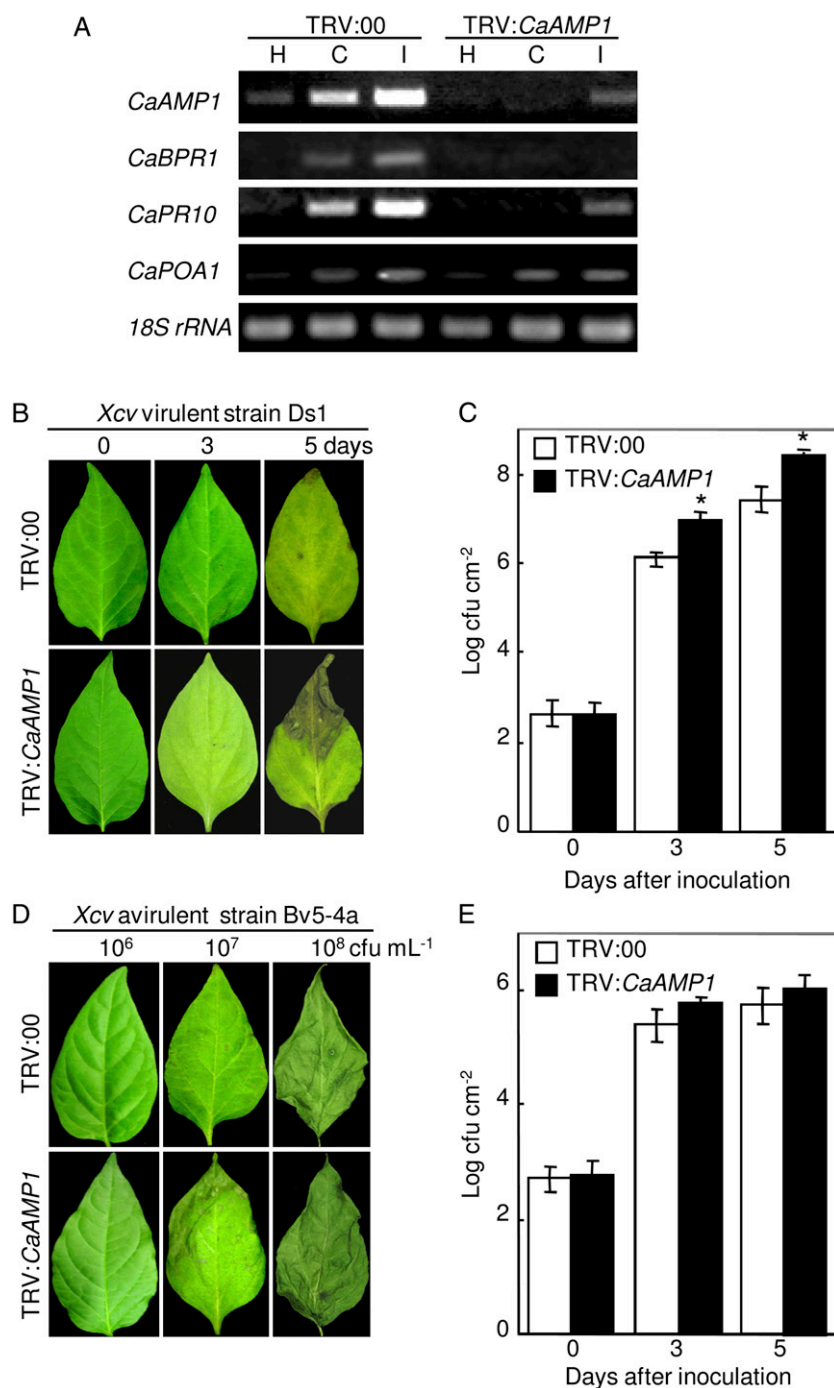 A
TRV:00 TRV:CaAMP1
H C I H C I
CaAMP1
CaBPR1
CaPR10
CaPOA1
18S rRNA
B
Xcv virulent strain Ds1
0 3 5 days
TRV:00
TRV:CaAMP1
C
TRV:00
TRV:CaAMP1
*
*
8
6
4
2
0
Log cfu cm⁻²
0 3 5
Days after inoculation
D
Xcv avirulent strain Bv5-4a
10⁶ 10⁷ 10⁸ cfu mL⁻¹
TRV:00
TRV:CaAMP1
E
TRV:00
TRV:CaAMP1
6
4
2
0
Log cfu cm⁻²
0 3 5
Days after inoculation